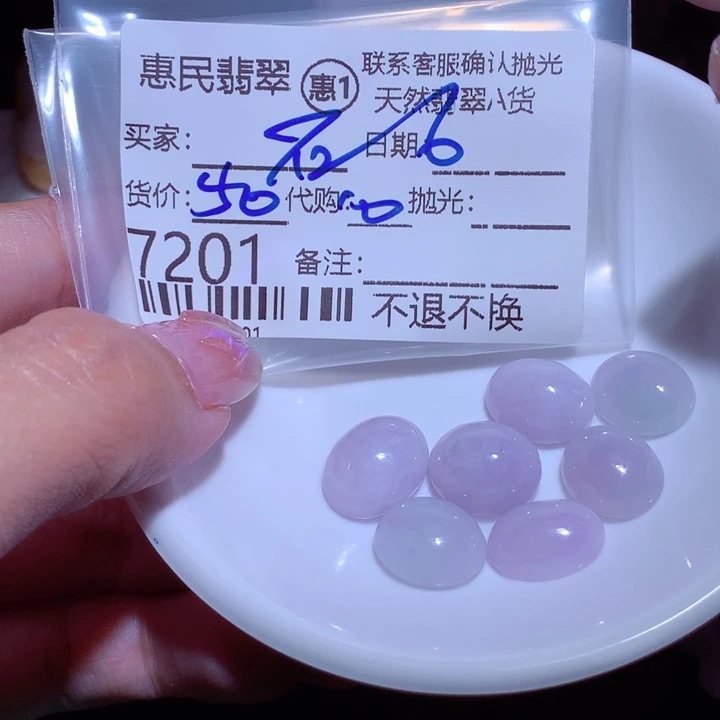 惠民翡翠 惠1 联系客服确认抛光
天然翡翠A货
买家： 日期：6
货价：50 代购： 抛光：
7201 备注：
01 不退不换